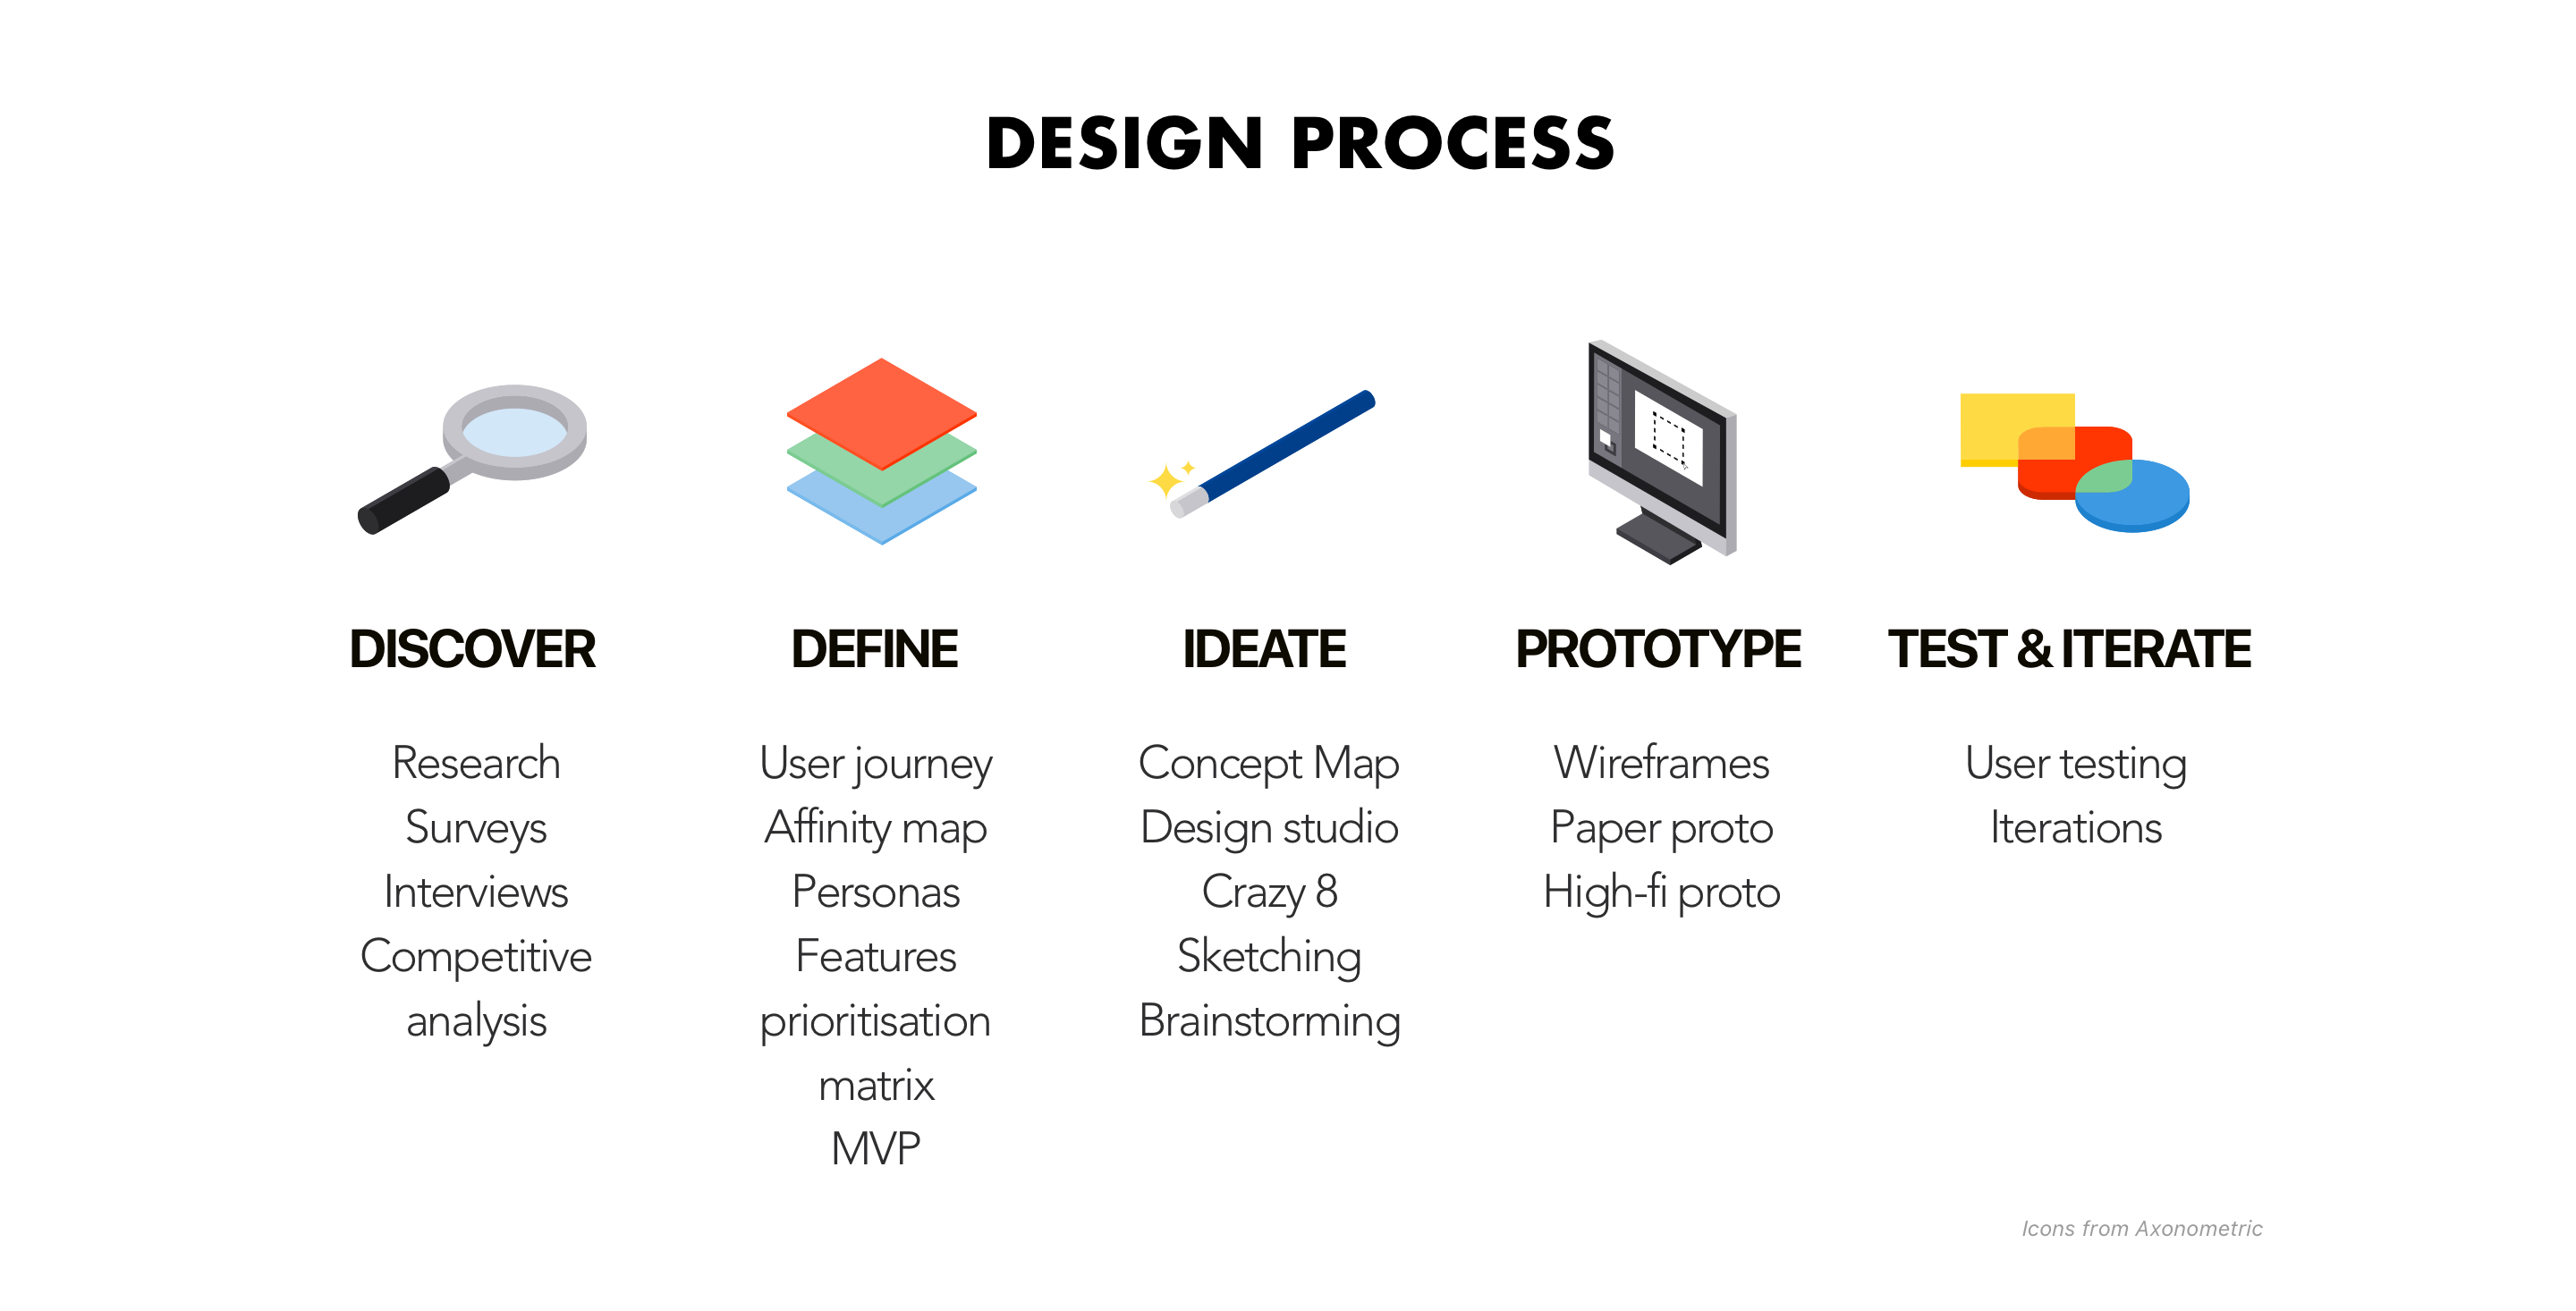 DESIGN PROCESS
DISCOVER
Research
Surveys
Interviews
Competitive
analysis
DEFINE
User journey
Affinity map
Personas
Features
prioritisation
matrix
MVP
IDEATE
Concept Map
Design studio
Crazy 8
Sketching
Brainstorming
PROTOTYPE
Wireframes
Paper proto
High-fi proto
TEST & ITERATE
User testing
Iterations
Icons from Axonometric